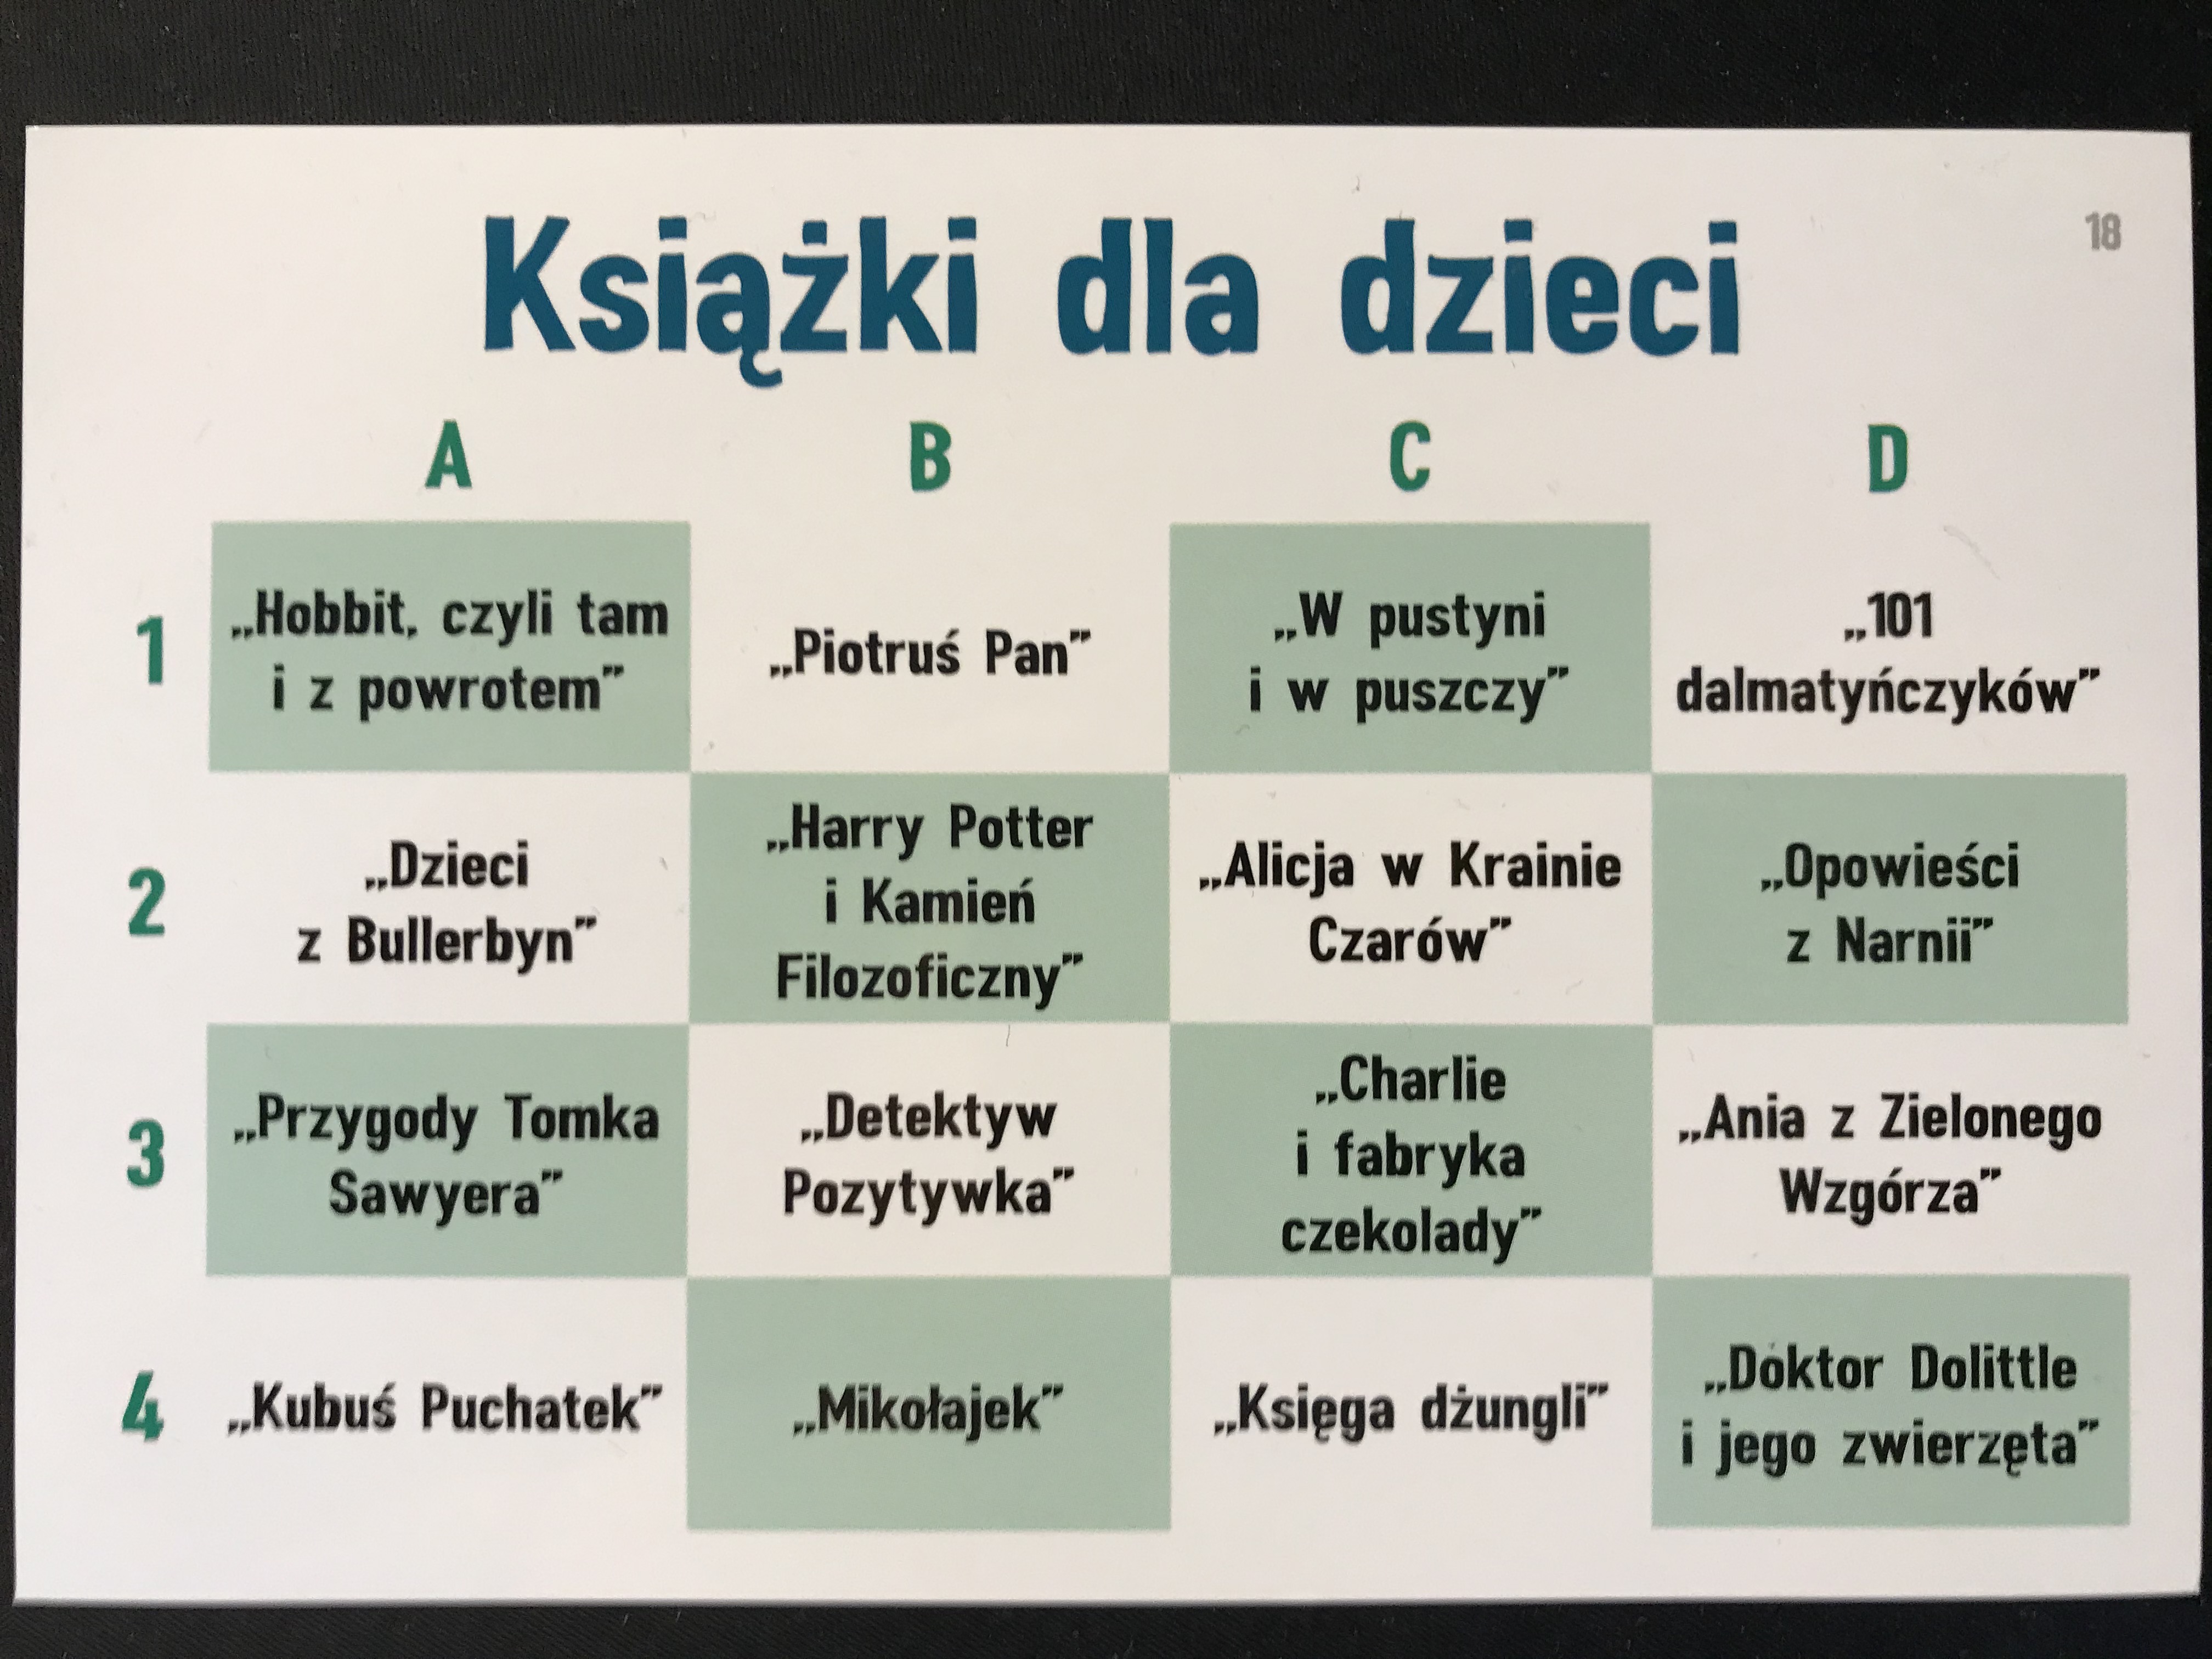 18
Książki dla dzieci
A B C D
1
„Hobbit, czyli tam
i z powrotem”
„Piotruś Pan”
„W pustyni
i w puszczy”
„101
dalmatyńczyków”
2
„Dzieci
z Bullerbyn”
„Harry Potter
i Kamień
Filozoficzny”
„Alicja w Krainie
Czarów”
„Opowieści
z Narnii”
3
„Przygody Tomka
Sawyera”
„Detektyw
Pozytywka”
„Charlie
i fabryka
czekolady”
„Ania z Zielonego
Wzgórza”
4
„Kubuś Puchatek”
„Mikołajek”
„Księga dżungli”
„Doktor Dolittle
i jego zwierzęta”